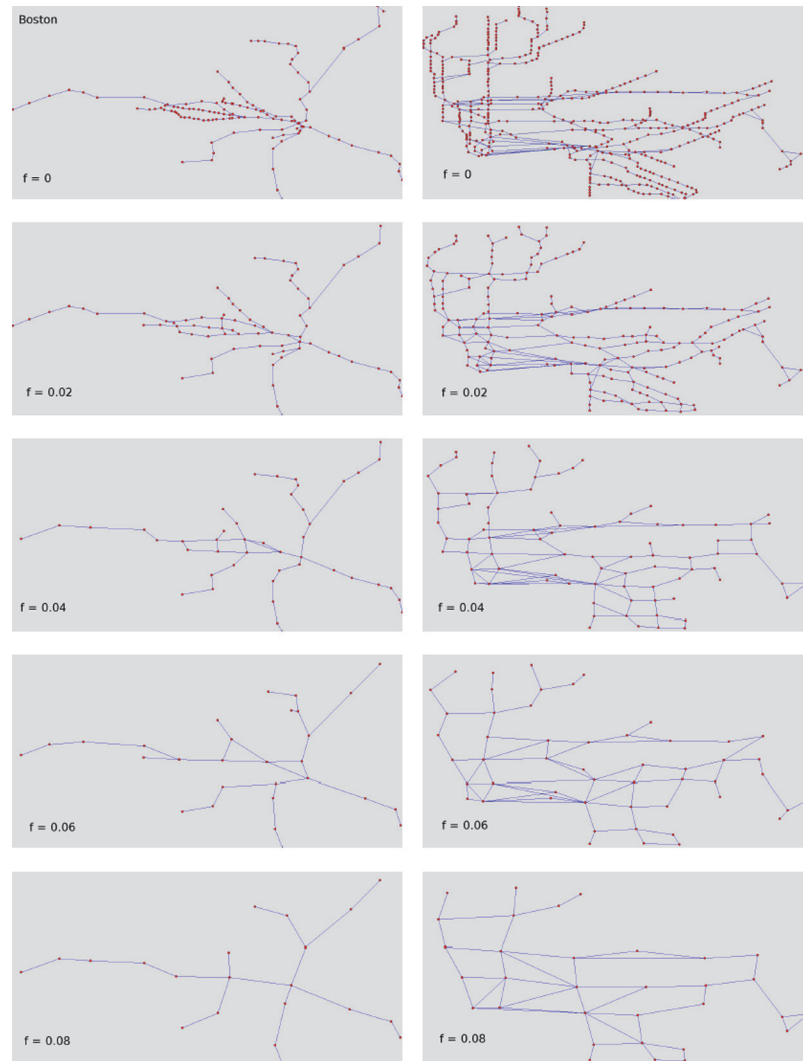 Boston
f = 0
f = 0
f = 0.02
f = 0.02
f = 0.04
f = 0.04
f = 0.06
f = 0.06
f = 0.08
f = 0.08